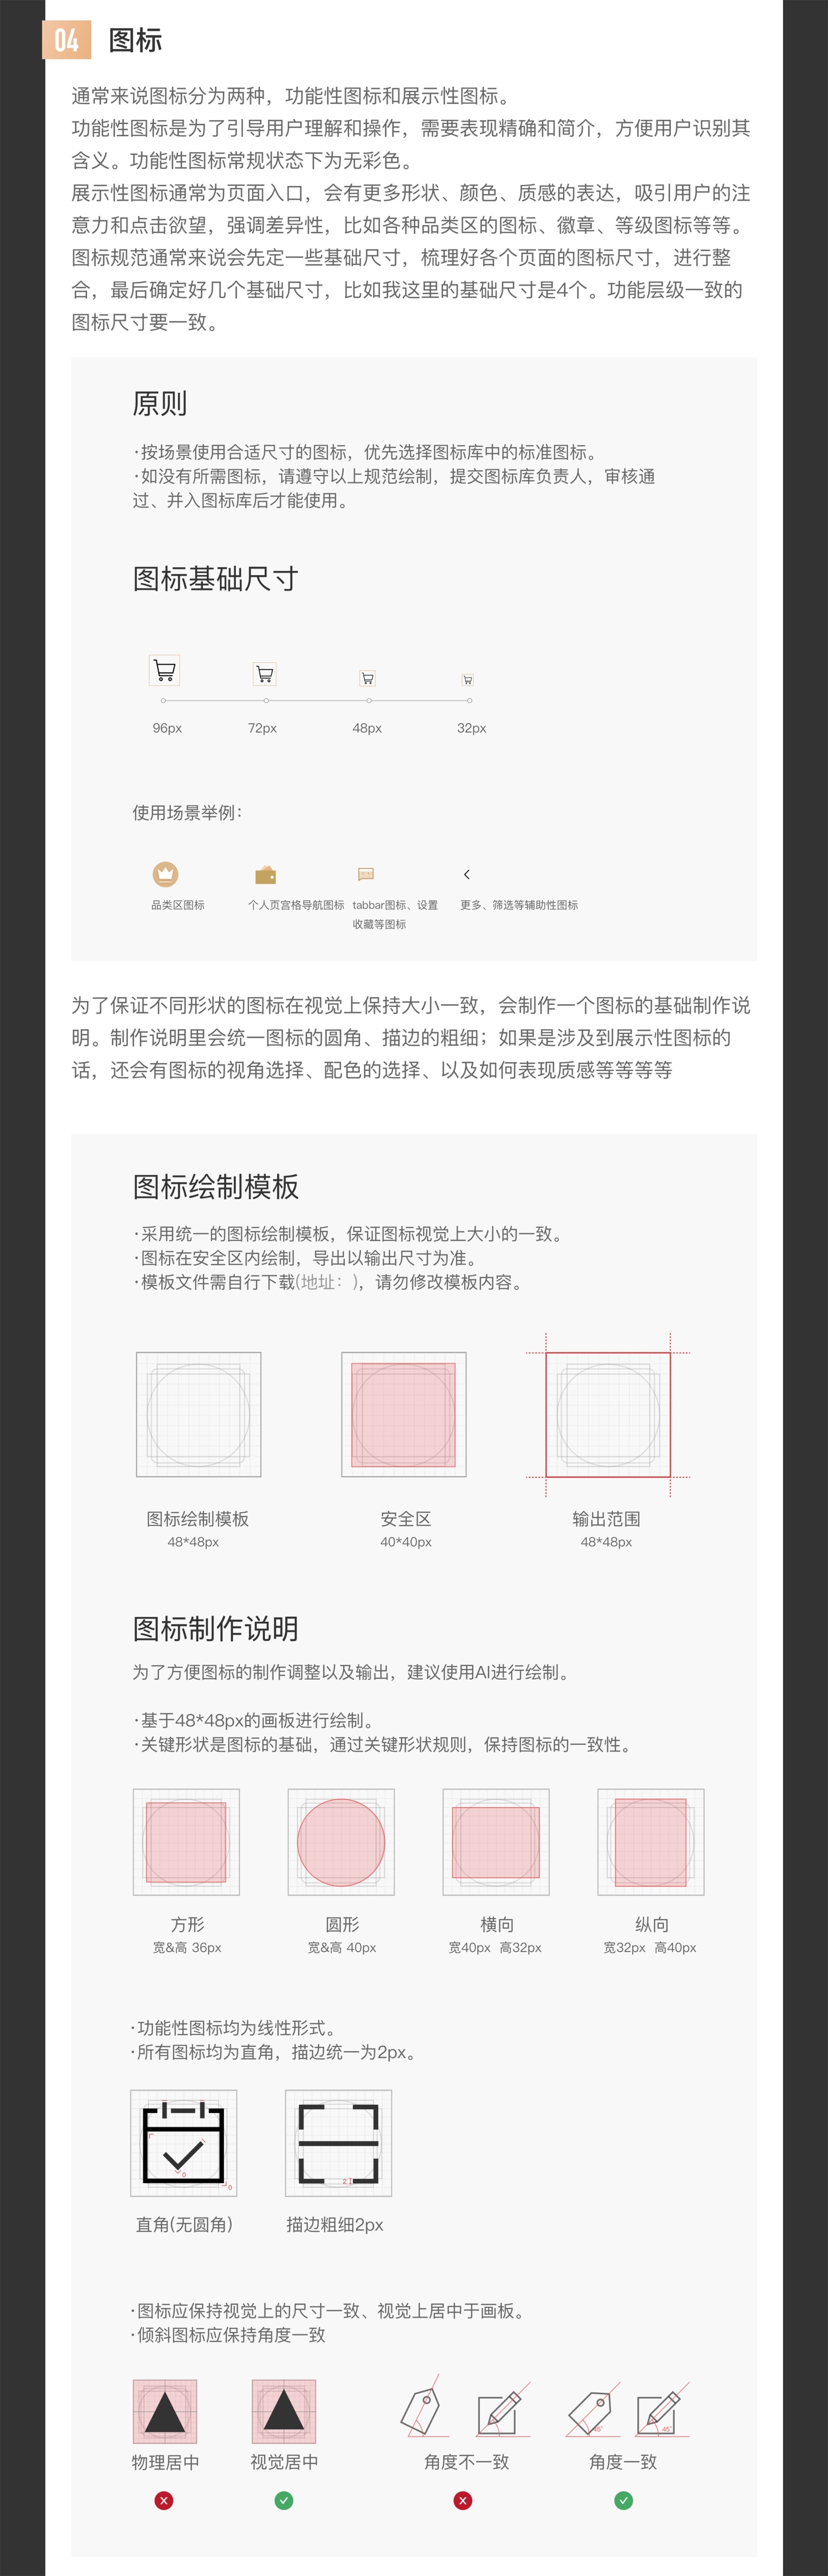 04 图标
通常来说图标分为两种，功能性图标和展示性图标。
功能性图标是为了引导用户理解和操作，需要表现精确和简介，方便用户识别其
含义。功能性图标常规状态下为无彩色。
展示性图标通常为页面入口，会有更多形状、颜色、质感的表达，吸引用户的注
意力和点击欲望，强调差异性，比如各种品类区的图标、徽章、等级图标等等。
图标规范通常来说会先定一些基础尺寸，梳理好各个页面的图标尺寸，进行整
合，最后确定好几个基础尺寸，比如我这里的基础尺寸是4个。功能层级一致的
图标尺寸要一致。
原则
·按场景使用合适尺寸的图标，优先选择图标库中的标准图标。
·如没有所需图标，请遵守以上规范绘制，提交图标库负责人，审核通
过、并入图标库后才能使用。
图标基础尺寸
96px 72px 48px 32px
使用场景举例：
品类区图标 个人页宫格导航图标 tabbar图标、设置 更多、筛选等辅助性图标
收藏等图标
为了保证不同形状的图标在视觉上保持大小一致，会制作一个图标的基础制作说
明。制作说明里会统一图标的圆角、描边的粗细；如果是涉及到展示性图标的
话，还会有图标的视角选择、配色的选择、以及如何表现质感等等等等
图标绘制模板
·采用统一的图标绘制模板，保证图标视觉上大小的一致。
·图标在安全区内绘制，导出以输出尺寸为准。
·模板文件需自行下载(地址： )，请勿修改模板内容。
图标绘制模板 安全区 输出范围
48*48px 40*40px 48*48px
图标制作说明
为了方便图标的制作调整以及输出，建议使用AI进行绘制。
·基于48*48px的画板进行绘制。
·关键形状是图标的基础，通过关键形状规则，保持图标的一致性。
方形 圆形 横向 纵向
宽&高 36px 宽&高 40px 宽40px 高32px 宽32px 高40px
·功能性图标均为线性形式。
·所有图标均为直角，描边统一为2px。
0
0
2
直角(无圆角) 描边粗细2px
·图标应保持视觉上的尺寸一致、视觉上居中于画板。
·倾斜图标应保持角度一致
45° 45°
物理居中 视觉居中 角度不一致 角度一致